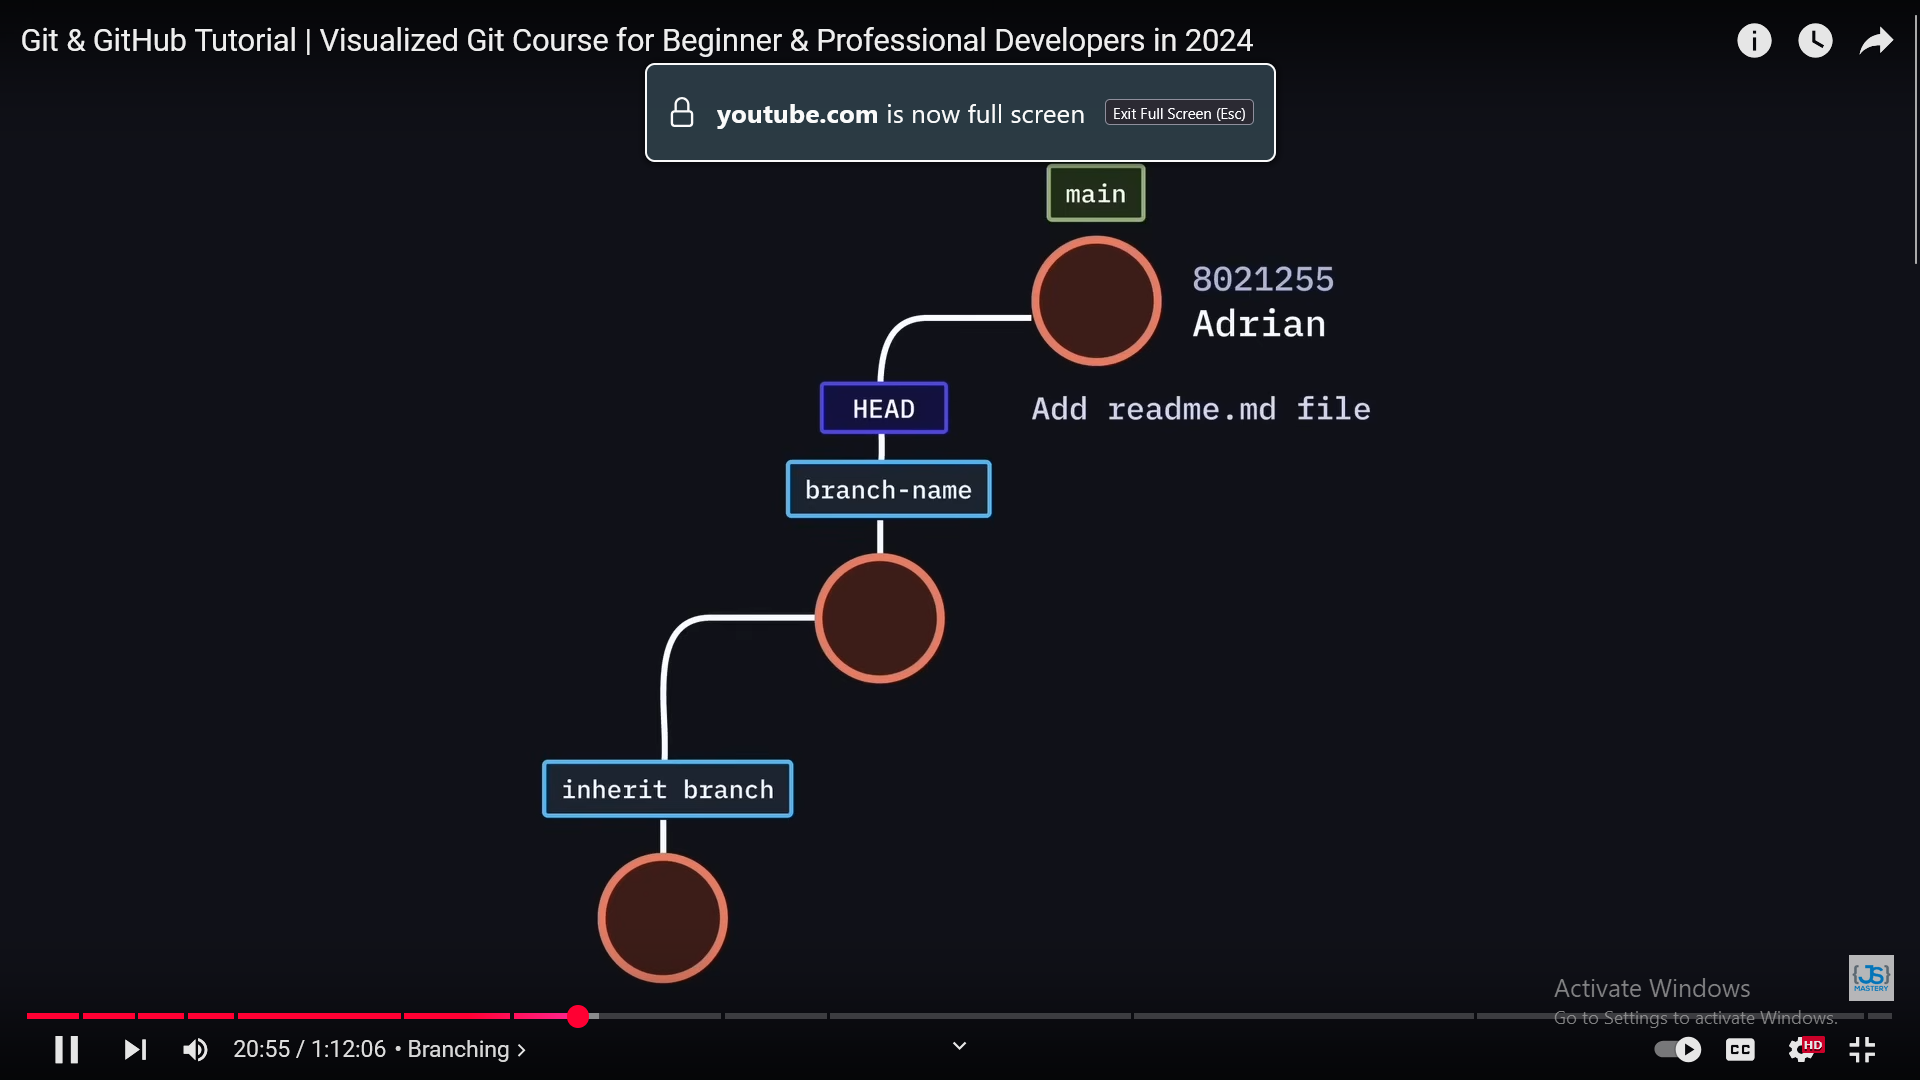 Git & GitHub Tutorial | Visualized Git Course for Beginner & Professional Developers in 2024
youtube.com is now full screen Exit Full Screen (Esc)
main
8021255
Adrian
HEAD
Add readme.md file
branch-name
inherit branch
{JS}
MASTERY
Activate Windows
Go to Settings to activate Windows.
20:55 / 1:12:06 • Branching
CC
HD